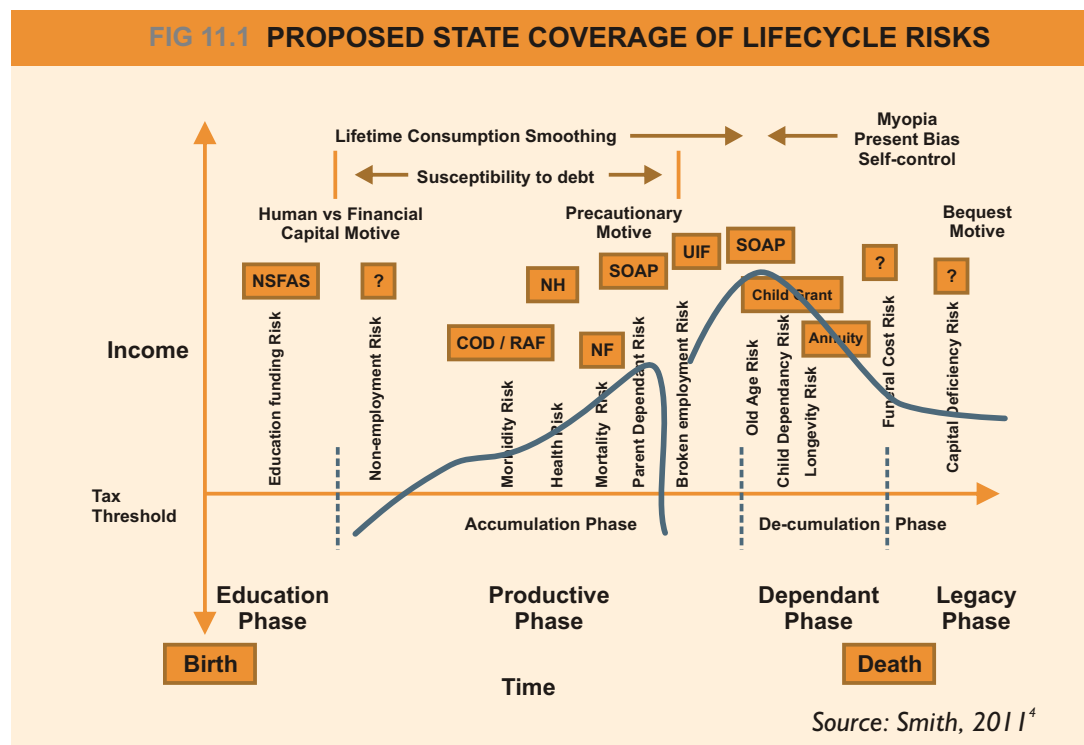 FIG 11.1 PROPOSED STATE COVERAGE OF LIFECYCLE RISKS
Lifetime Consumption Smoothing
Myopia
Present Bias
Self-control
Susceptibility to debt
Human vs Financial
Capital Motive
Precautionary
Motive
Bequest
Motive
NSFAS
?
NH
SOAP
UIF
SOAP
?
?
Child Grant
COD / RAF
NF
Annuity
Income
Education funding Risk
Non-employment Risk
Morbidity Risk
Health Risk
Mortality Risk
Parent Dependant Risk
Broken employment Risk
Old Age Risk
Child Dependancy Risk
Longevity Risk
Funeral Cost Risk
Capital Deficiency Risk
Tax
Threshold
Accumulation Phase
De-cumulation Phase
Education
Phase
Productive
Phase
Dependant
Phase
Legacy
Phase
Birth
Death
Time
Source: Smith, 2011⁴